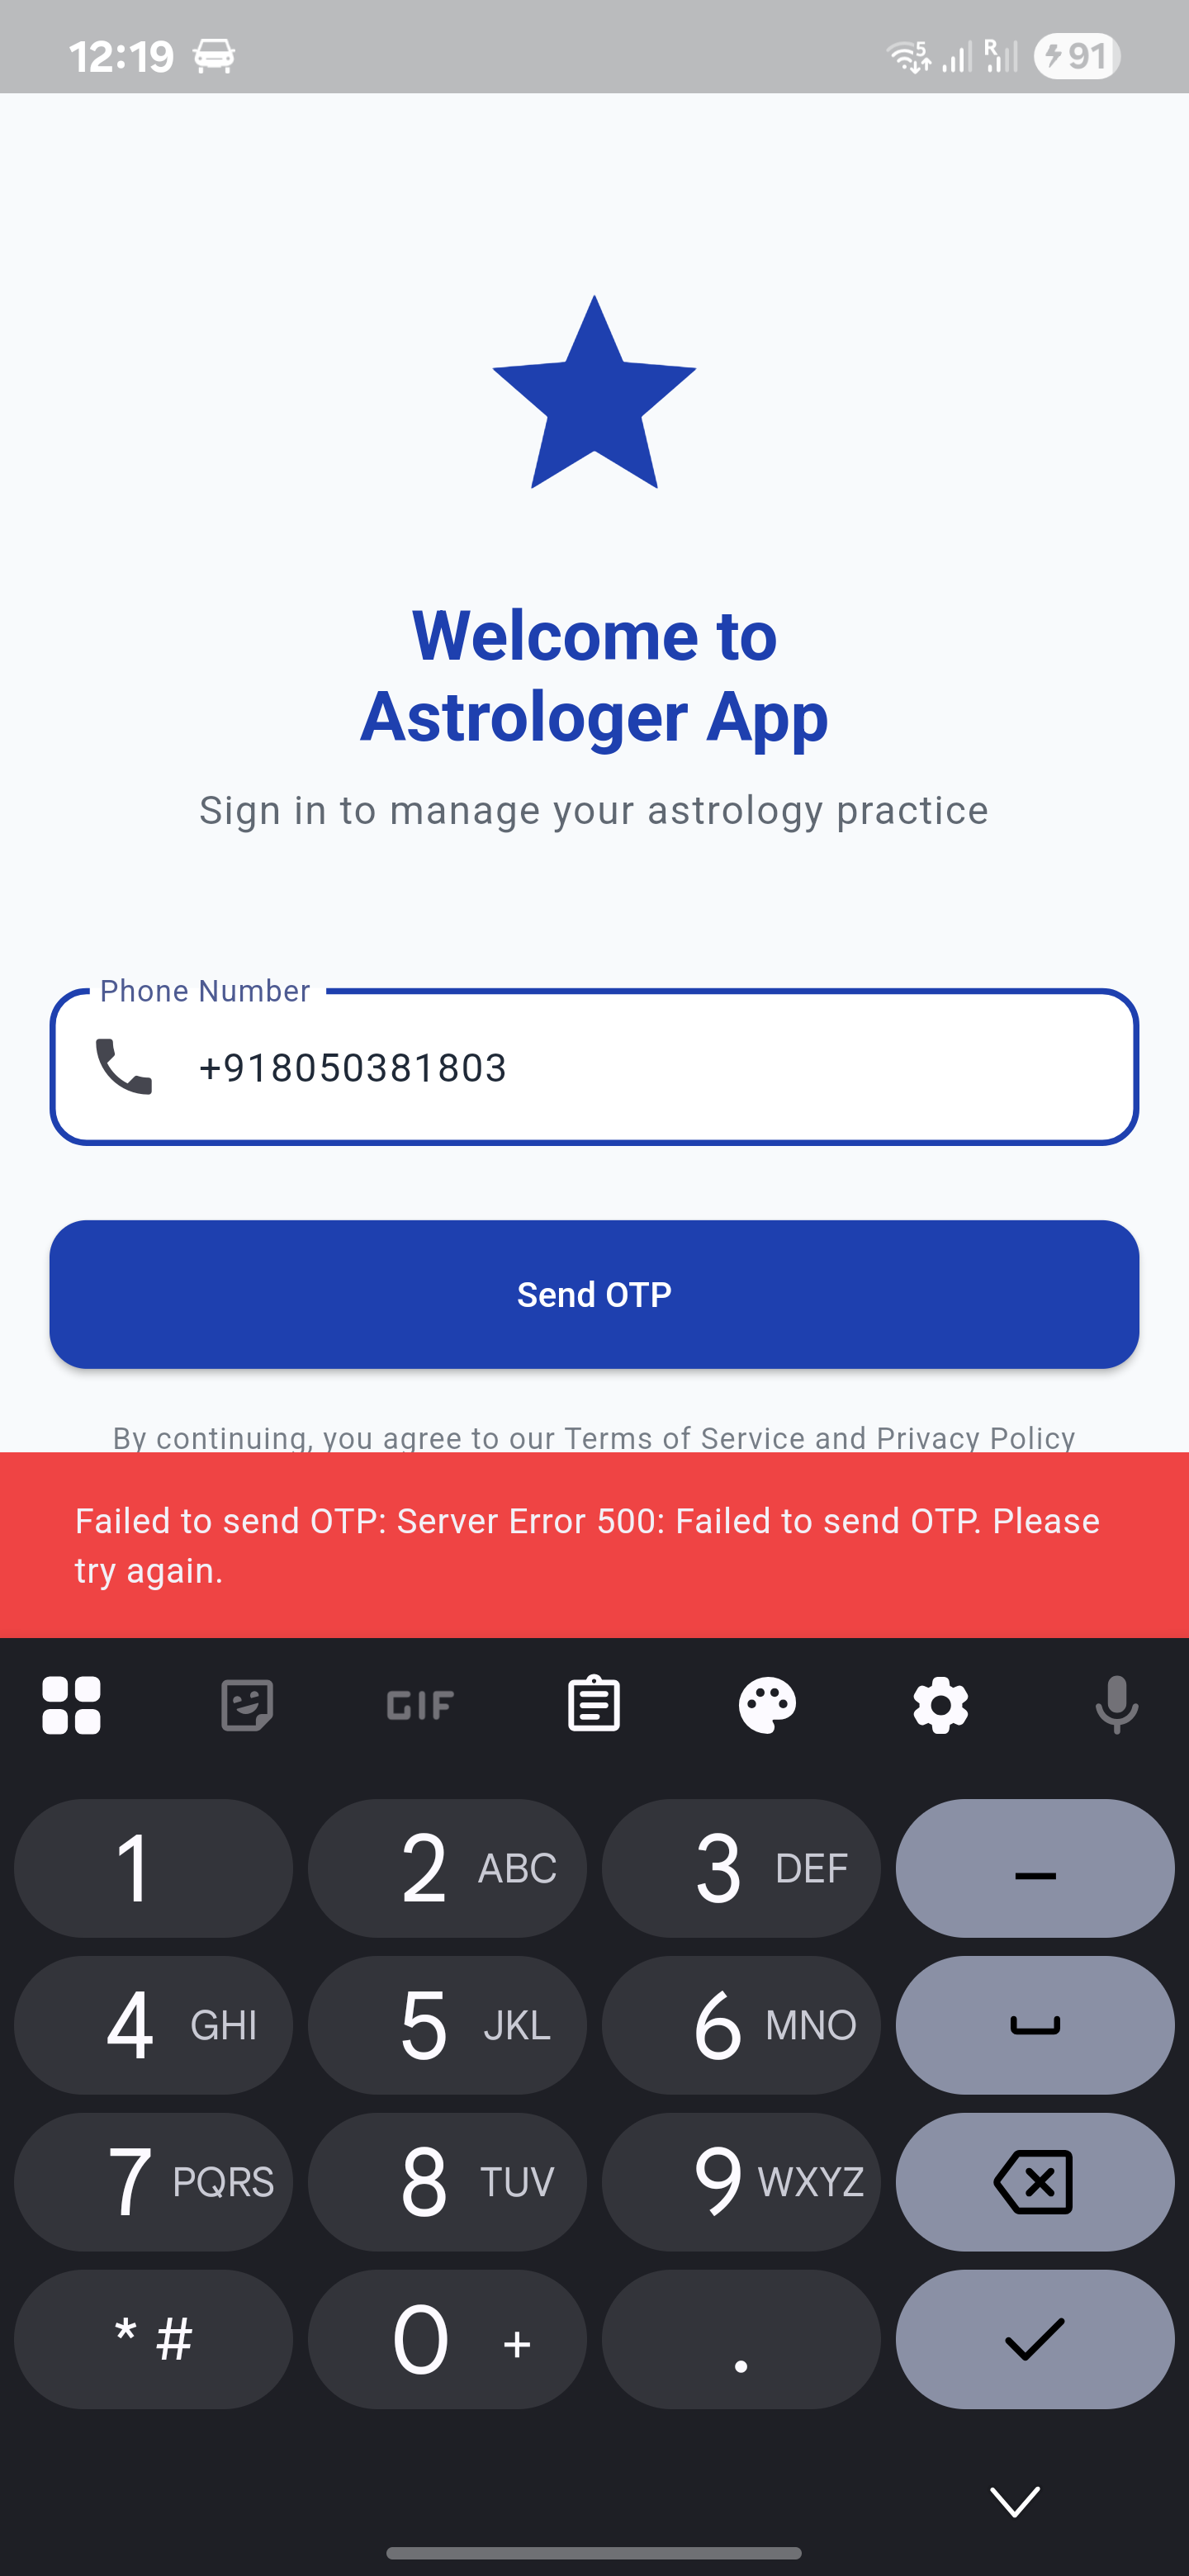 12:19
5
R
91
Welcome to
Astrologer App
Sign in to manage your astrology practice
Phone Number
+918050381803
Send OTP
By continuing, you agree to our Terms of Service and Privacy Policy
Failed to send OTP: Server Error 500: Failed to send OTP. Please
try again.
GIF
1
2 ABC
3 DEF
–
4 GHI
5 JKL
6 MNO
7 PQRS
8 TUV
9 WXYZ
* #
0 +
.